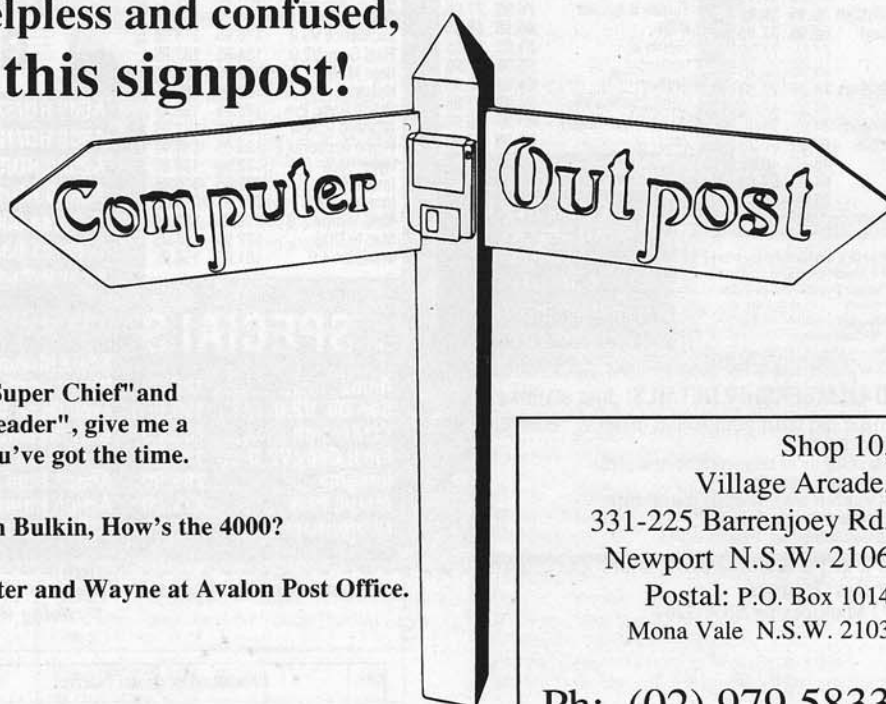 elpless and confused,
this signpost!
Computer Outpost
Super Chief"and
eader", give me a
u've got the time.
n Bulkin, How's the 4000?
ter and Wayne at Avalon Post Office.
Shop 10,
Village Arcade,
331-225 Barrenjoey Rd.
Newport N.S.W. 2106
Postal: P.O. Box 1014
Mona Vale N.S.W. 2103
Ph: (02) 979 5833